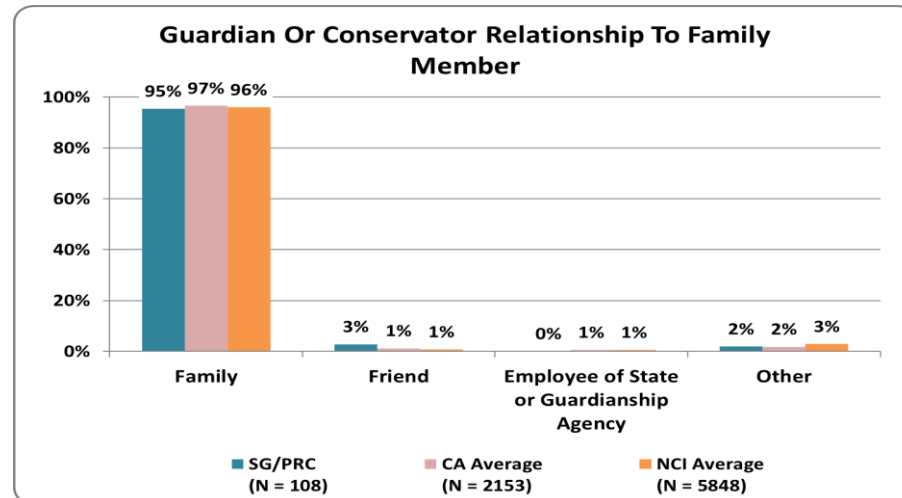 Guardian Or Conservator Relationship To Family
Member
95% 97% 96%
100%
80%
60%
40%
20%
0%
3% 1% 1%
0% 1% 1%
2% 2% 3%
Family
Friend
Employee of State
or Guardianship
Agency
Other
SG/PRC
(N = 108)
CA Average
(N = 2153)
NCI Average
(N = 5848)